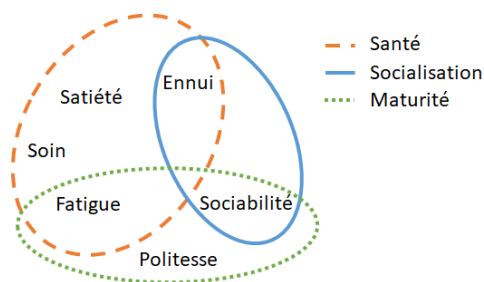 Santé
Socialisation
Maturité
Ennui
Satiété
Soin
Fatigue
Sociabilité
Politesse